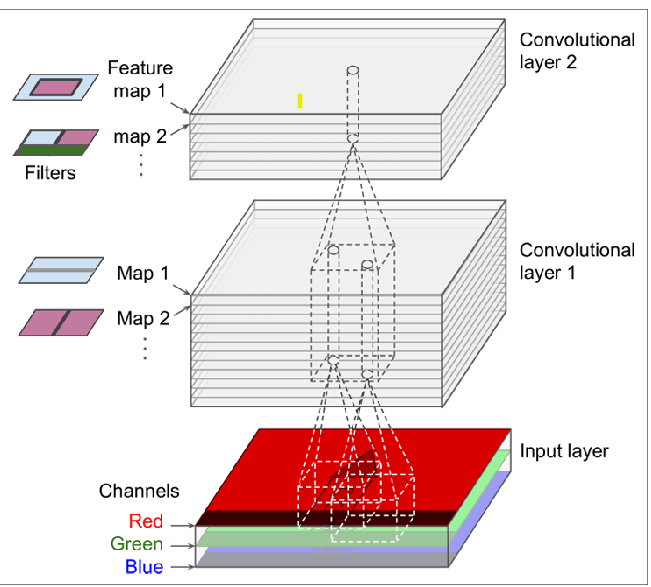 Convolutional
layer 2
Feature
map 1
map 2
Filters
Convolutional
layer 1
Map 1
Map 2
Input layer
Channels
Red
Green
Blue